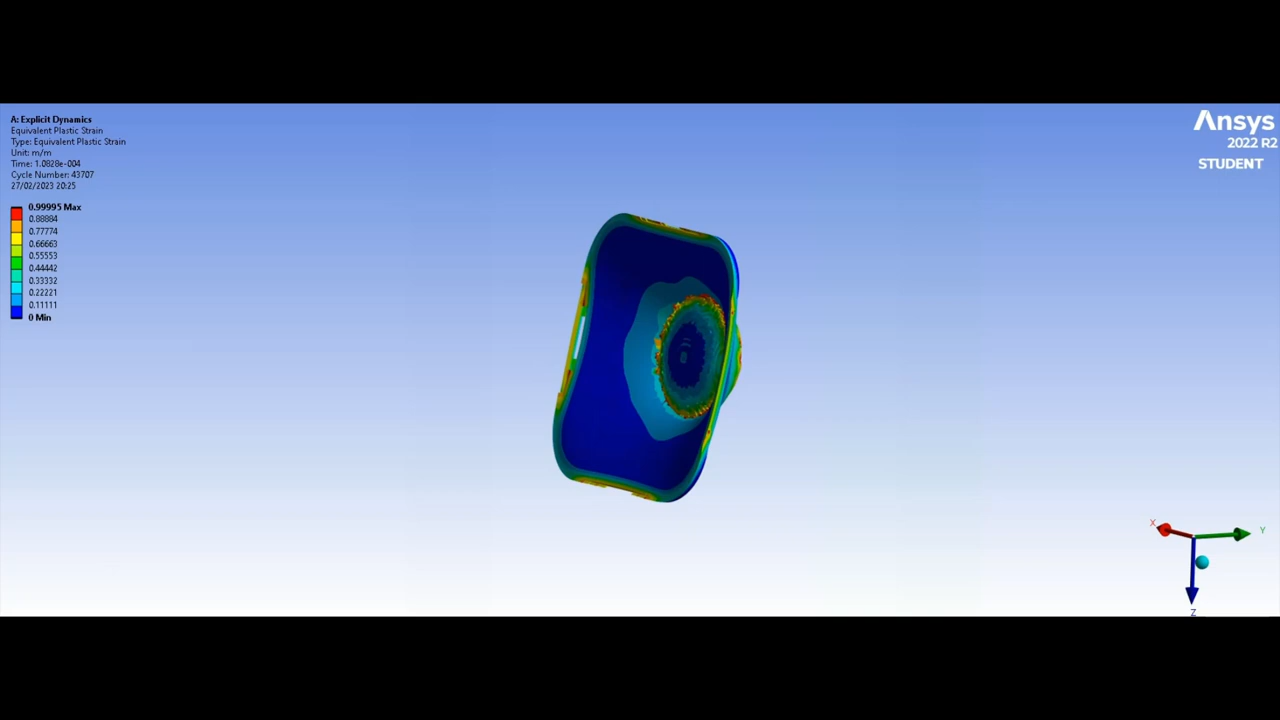 A: Explicit Dynamics
Equivalent Plastic Strain
Type: Equivalent Plastic Strain
Unit: m/m
Time: 1.0828e-004
Cycle Number: 43707
27/02/2023 20:25
0.99995 Max
0.88884
0.77774
0.66663
0.55553
0.44442
0.33332
0.22221
0.11111
0 Min
Ansys
2022 R2
STUDENT
X
Y
Z